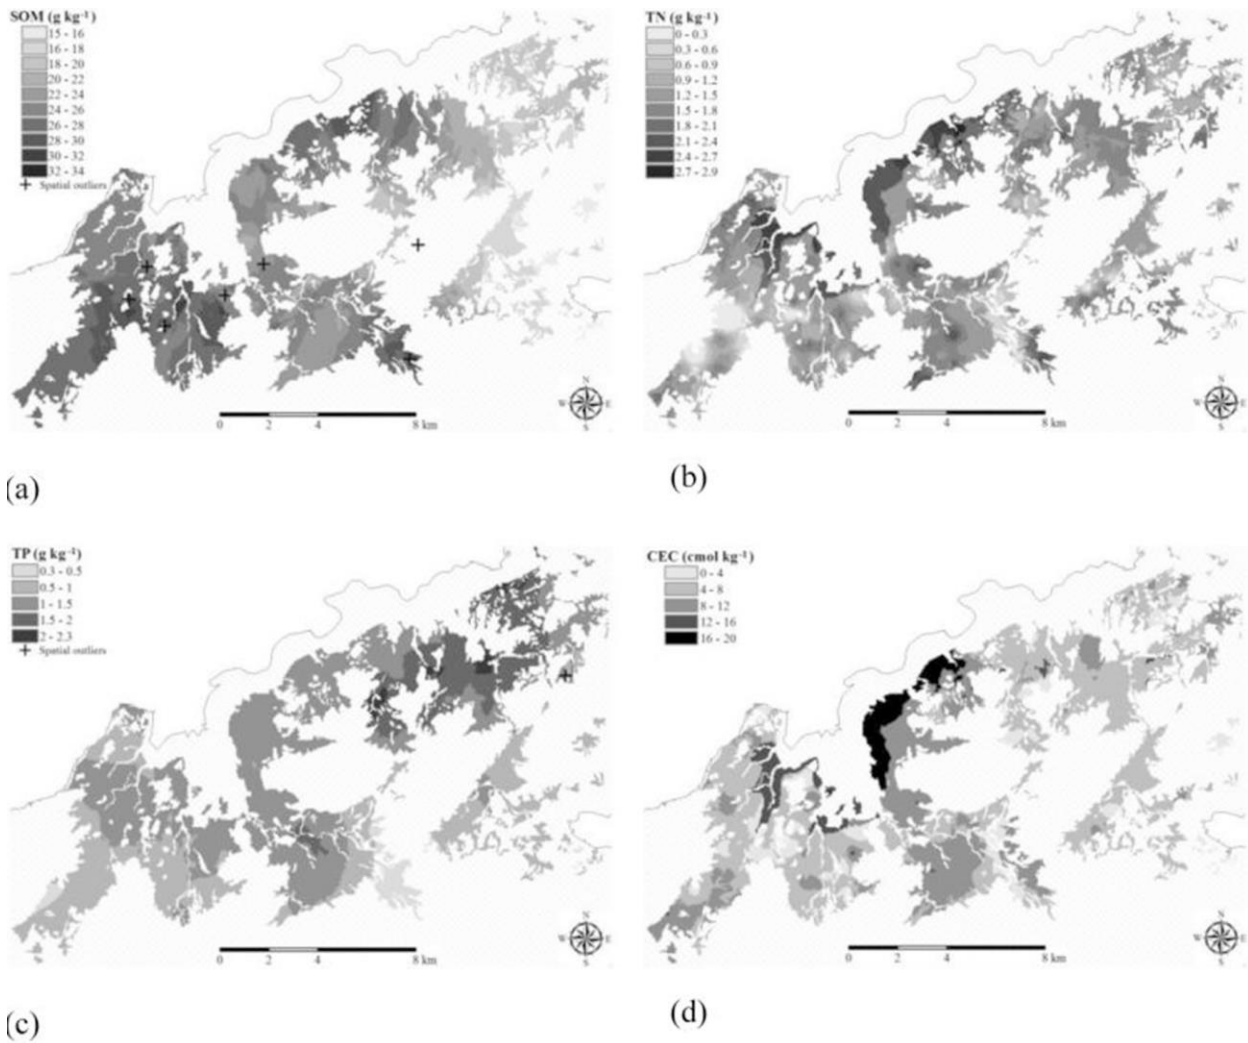 SOM (g kg⁻¹)
15 - 16
16 - 18
18 - 20
20 - 22
22 - 24
24 - 26
26 - 28
28 - 30
30 - 32
32 - 34
+ Spatial outliers
N
W E
S
0 2 4 8 km
(a)
TN (g kg⁻¹)
0 - 0.3
0.3 - 0.6
0.6 - 0.9
0.9 - 1.2
1.2 - 1.5
1.5 - 1.8
1.8 - 2.1
2.1 - 2.4
2.4 - 2.7
2.7 - 2.9
N
W E
S
0 2 4 8 km
(b)
TP (g kg⁻¹)
0.3 - 0.5
0.5 - 1
1 - 1.5
1.5 - 2
2 - 2.3
+ Spatial outliers
N
W E
S
0 2 4 8 km
(c)
CEC (cmol kg⁻¹)
0 - 4
4 - 8
8 - 12
12 - 16
16 - 20
N
W E
S
0 2 4 8 km
(d)